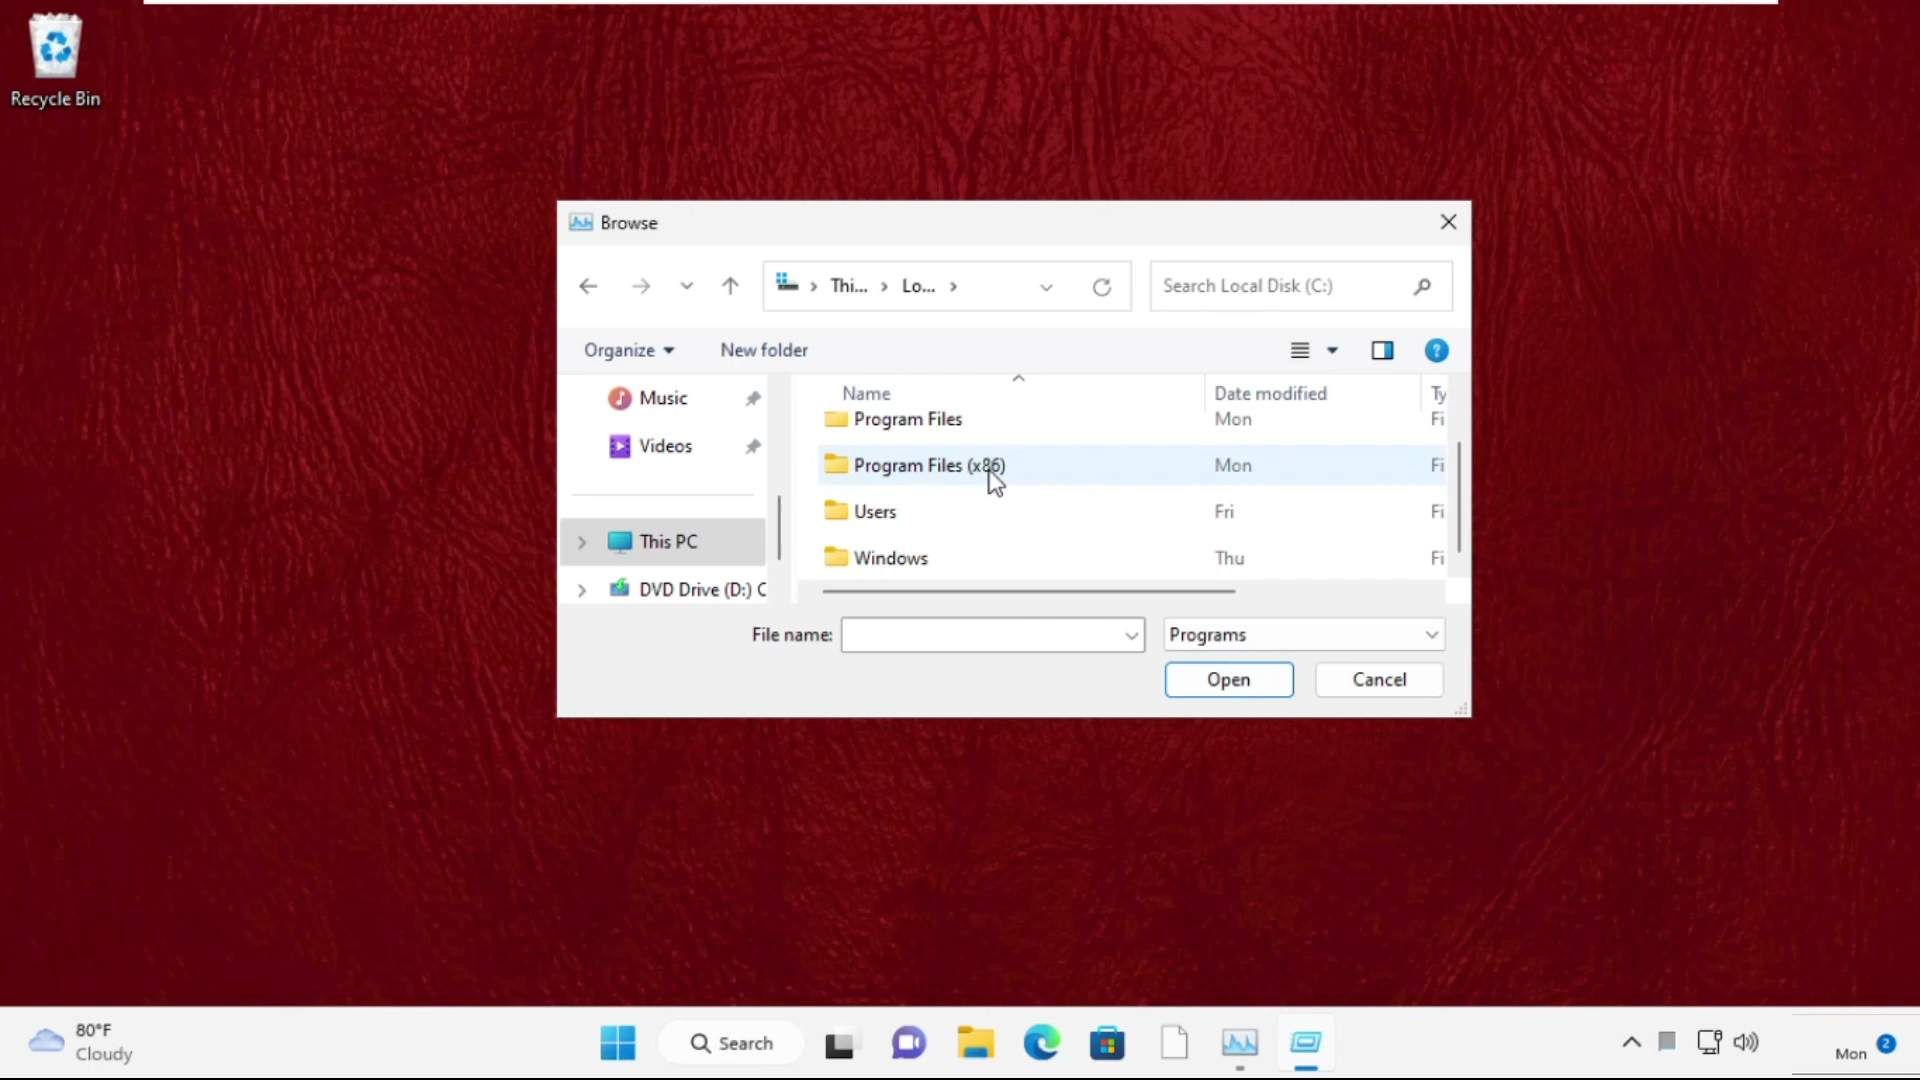 Recycle Bin
Browse
Thi...
Lo...
Search Local Disk (C:)
Organize
New folder
?
Music
Videos
This PC
DVD Drive (D:) C
Name
Date modified
Ty
Program Files
Mon
Fi
Program Files (x86)
Mon
Fi
Users
Fri
Fi
Windows
Thu
Fi
File name:
Programs
Open
Cancel
80°F
Cloudy
Search
Mon
2